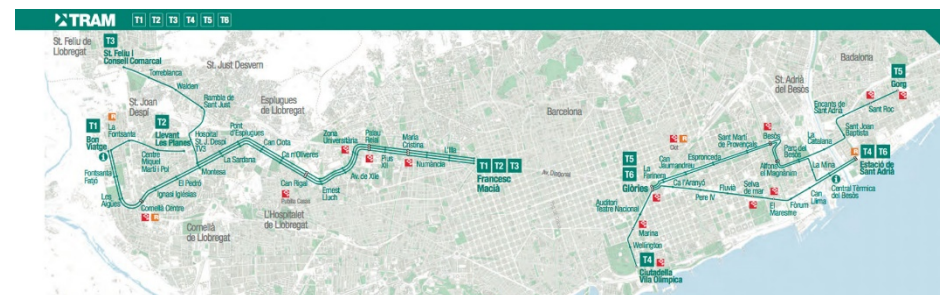 TRAM T1 T2 T3 T4 T5 T6
St. Feliu de
Llobregat
T3
St. Feliu |
Consell Comarcal
Torreblanca
Walden
Rambla de
Sant Just
St. Just Desvern
Esplugues
de Llobregat
St. Joan
Despí
T1
Bon
Viatge
La
Fontsanta
T2
Llevant
Les Planes
Hospital
St. J. Despí
TV3
Pont
d'Esplugues
Centre
Miquel
Martí i Pol
Fontsanta
Fatjó
Les
Aigües
El Pedró
Ignasi Iglésias
Cornellà Centre
Montesa
La Sardana
Can Clota
Ca n'Oliveres
Can Rigal
Pubilla Cases
Cornellà
de Llobregat
L'Hospitalet
de Llobregat
Ernest
Lluch
Av. de Xile
Zona
Universitària
Palau
Reial
Pius
XII
Maria
Cristina
Numància
L'Illa
T1 T2 T3
Francesc
Macià
Barcelona
Av. Diagonal
T5
T6
Glòries
La
Farinera
Clot
Can
Jaumandreu
Espronceda
Sant Martí
de Provençals
Besòs
Alfons
el Magnànim
Parc del
Besòs
La
Catalana
St. Adrià
del Besòs
Encants de
Sant Adrià
Sant Roc
Badalona
T5
Gorg
Sant Joan
Baptista
T4 T6
Estació de
Sant Adrià
La Mina
Central Tèrmica
del Besòs
Can
Llima
Fòrum
El
Maresme
Selva
de mar
Fluvià
Pere IV
Ca l'Aranyó
Auditori
Teatre Nacional
Marina
Wellington
T4
Ciutadella
Vila Olímpica